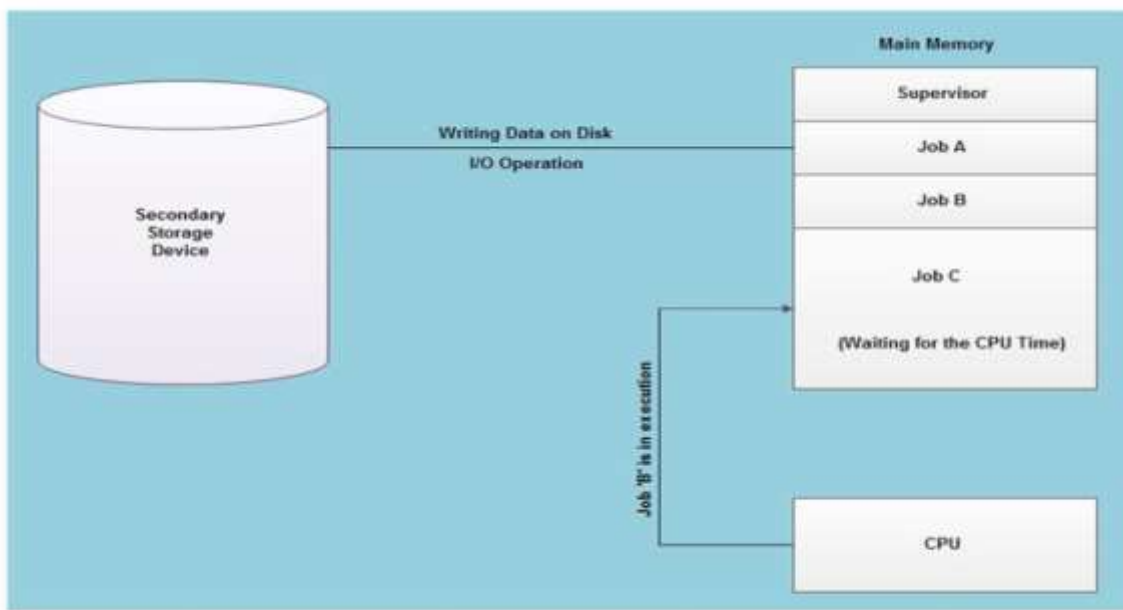 Main Memory
Supervisor
Writing Data on Disk
Job A
I/O Operation
Job B
Secondary
Storage
Device
Job C
(Waiting for the CPU Time)
Job 'B' is in execution
CPU